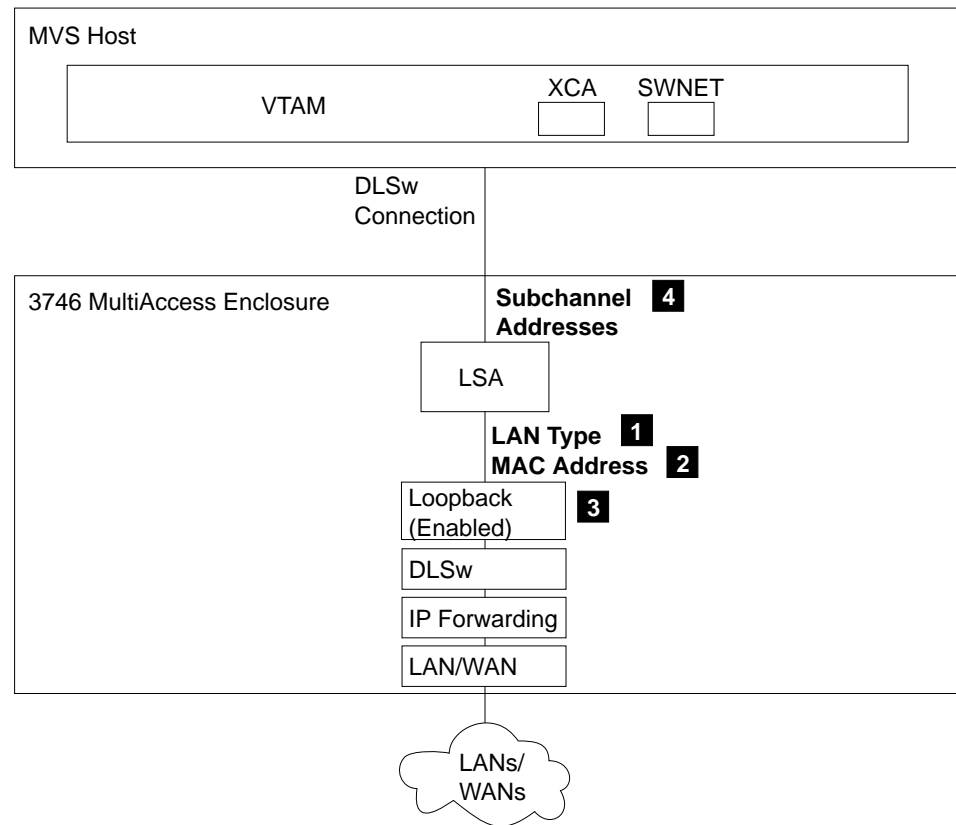 MVS Host
VTAM
XCA
SWNET
DLSw
Connection
3746 MultiAccess Enclosure
Subchannel 4
Addresses
LSA
LAN Type 1
MAC Address 2
Loopback
(Enabled)
3
DLSw
IP Forwarding
LAN/WAN
LANs/
WANs